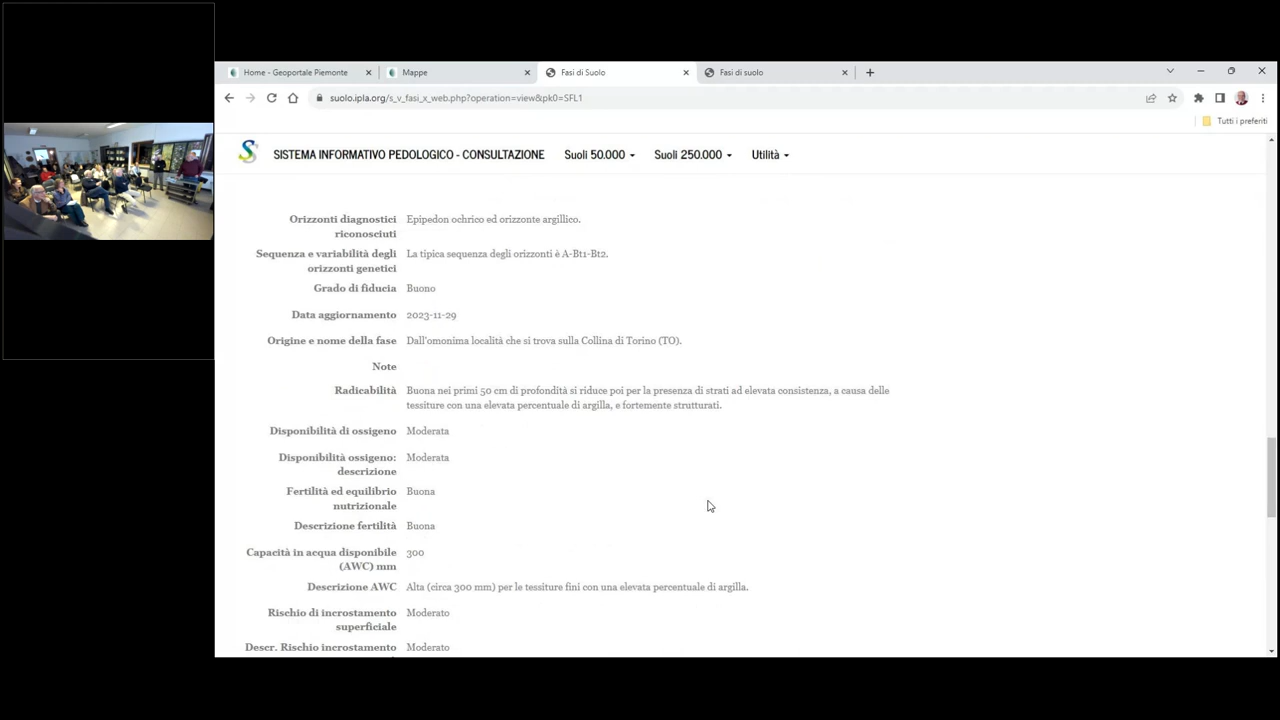 Home - Geoportale Piemonte
Mappe
Fasi di Suolo
Fasi di suolo
suolo.ipla.org/s_v_fasi_x_web.php?operation=view&pk0=SFL1
Tutti i preferiti
SISTEMA INFORMATIVO PEDOLOGICO - CONSULTAZIONE Suoli 50.000 Suoli 250.000 Utilità
Orizzonti diagnostici Epipedon ochrico ed orizzonte argillico.
riconosciuti
Sequenza e variabilità degli La tipica sequenza degli orizzonti è A-Bt1-Bt2.
orizzonti genetici
Grado di fiducia Buono
Data aggiornamento 2023-11-29
Origine e nome della fase Dall'omonima località che si trova sulla Collina di Torino (TO).
Note
Radicabilità Buona nei primi 50 cm di profondità si riduce poi per la presenza di strati ad elevata consistenza, a causa delle
tessiture con una elevata percentuale di argilla, e fortemente strutturati.
Disponibilità di ossigeno Moderata
Disponibilità ossigeno: Moderata
descrizione
Fertilità ed equilibrio Buona
nutrizionale
Descrizione fertilità Buona
Capacità in acqua disponibile 300
(AWC) mm
Descrizione AWC Alta (circa 300 mm) per le tessiture fini con una elevata percentuale di argilla.
Rischio di incrostamento Moderato
superficiale
Descr. Rischio incrostamento Moderato